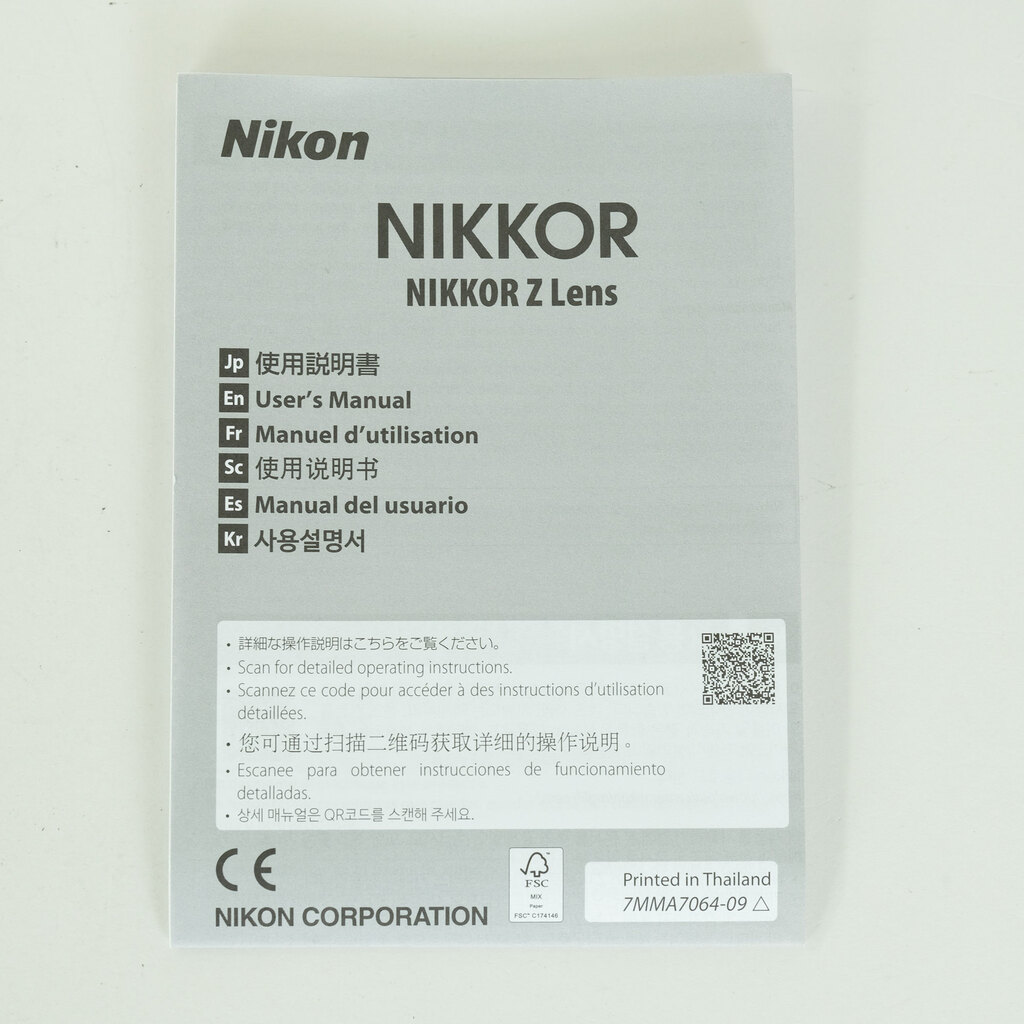 Nikon
NIKKOR
NIKKOR Z Lens
Jp 使用説明書
En User's Manual
Fr Manuel d'utilisation
Sc 使用说明书
Es Manual del usuario
Kr 사용설명서
• 詳細な操作説明はこちらをご覧ください。
• Scan for detailed operating instructions.
• Scannez ce code pour accéder à des instructions d'utilisation
détaillées.
• 您可通过扫描二维码获取详细的操作说明。
• Escanee para obtener instrucciones de funcionamiento
detalladas.
• 상세 매뉴얼은 QR코드를 스캔해 주세요.
CE
NIKON CORPORATION
FSC
MIX
Paper
FSC™ C174146
Printed in Thailand
7MMA7064-09 △